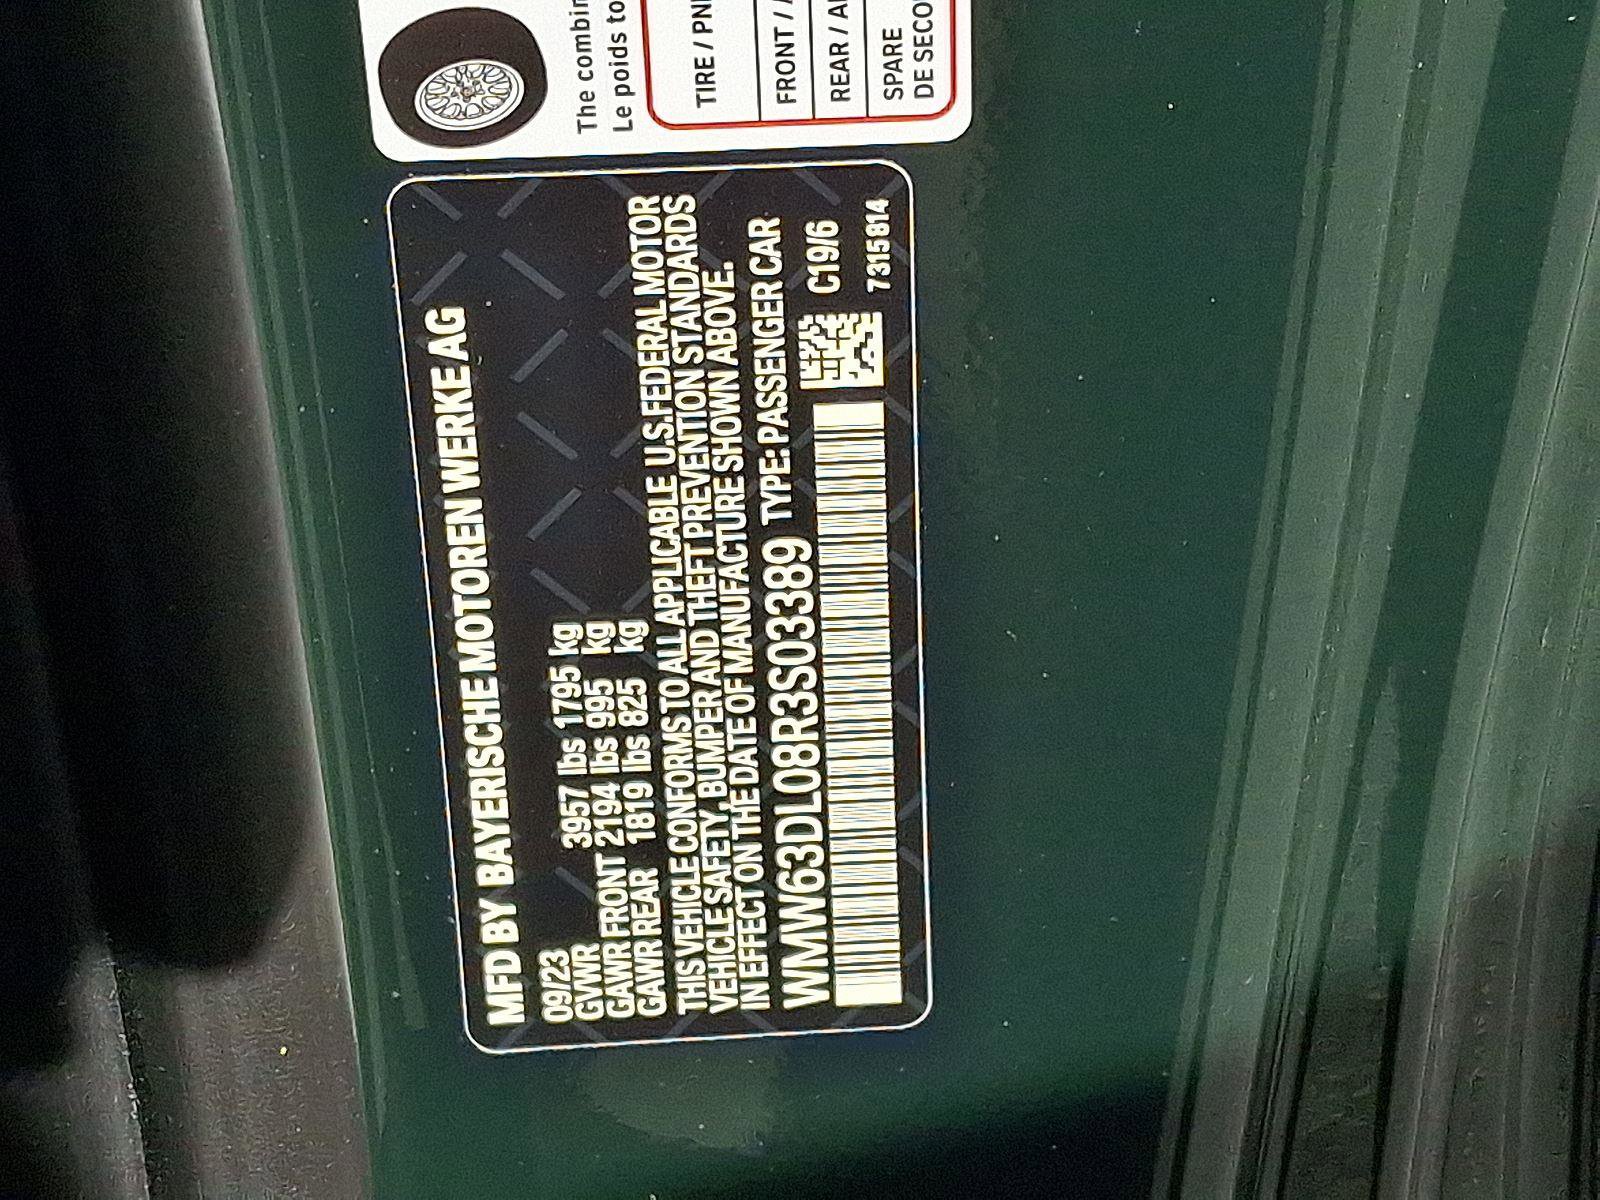 The combin
Le poids to
TIRE / PN
FRONT /
REAR /
SPARE
DE SECO
MFD BY BAYERISCHE MOTOREN WERKE AG
09/23
GVWR 3957 lbs 1795 kg
GAWR FRONT 2194 lbs 995 kg
GAWR REAR 1819 lbs 825 kg
THIS VEHICLE CONFORMS TO ALL APPLICABLE U.S.FEDERAL MOTOR
VEHICLE SAFETY, BUMPER AND THEFT PREVENTION STANDARDS
IN EFFECT ON THE DATE OF MANUFACTURE SHOWN ABOVE.
WMW63DL08R3S03389 TYPE: PASSENGER CAR
C19/6
7315814